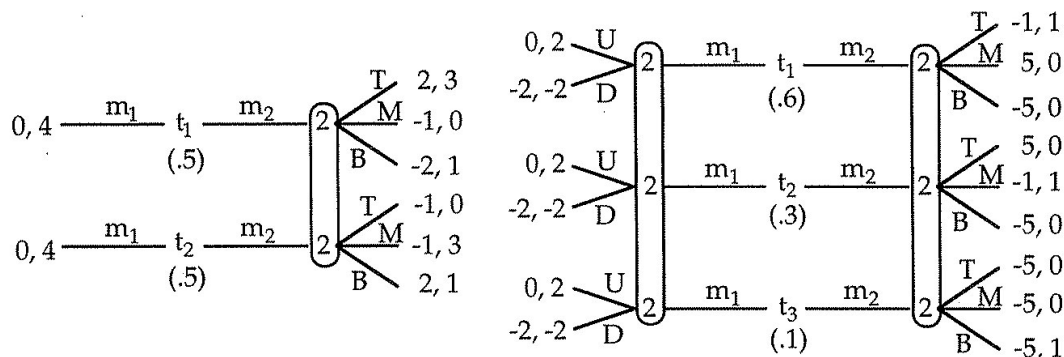 T 2, 3
0, 4 m1 t1 m2 2 M -1, 0
(.5) B -2, 1
T -1, 0
0, 4 m1 t2 m2 2 M -1, 3
(.5) B 2, 1
0, 2 U T -1, 1
2 m1 t1 m2 2 M 5, 0
-2, -2 D (.6) B -5, 0
0, 2 U T 5, 0
2 m1 t2 m2 2 M -1, 1
-2, -2 D (.3) B -5, 0
0, 2 U T -5, 0
2 m1 t3 m2 2 M -5, 0
-2, -2 D (.1) B -5, 1